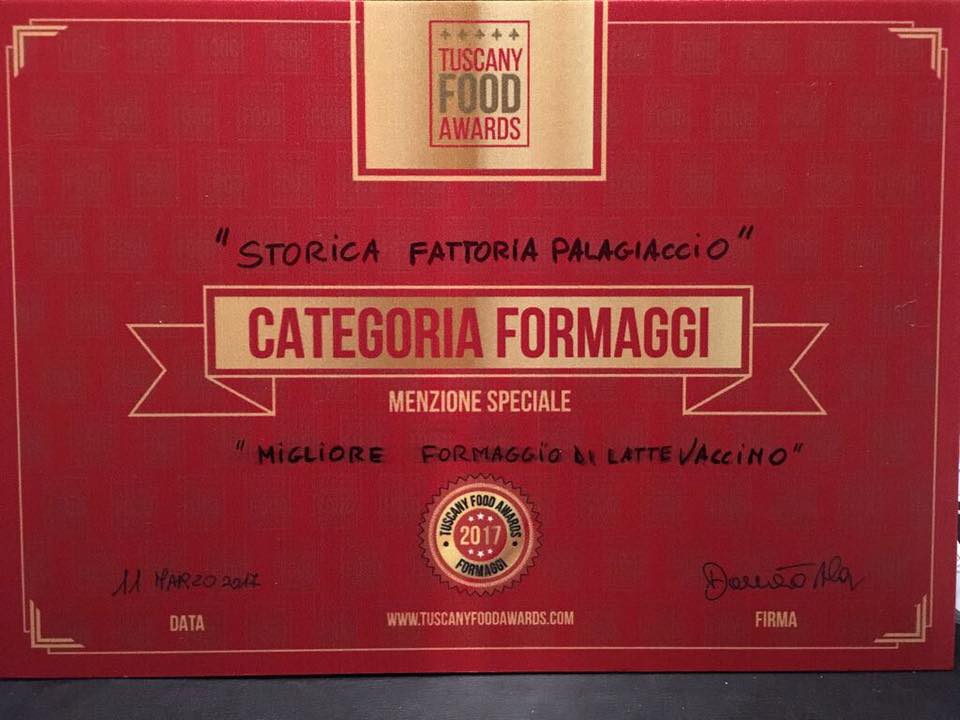 TUSCANY
FOOD
AWARDS
"STORICA FATTORIA PALAGIACCIO"
CATEGORIA FORMAGGI
MENZIONE SPECIALE
"MIGLIORE FORMAGGIO DI LATTE VACCINO"
TUSCANY FOOD AWARDS
2017
FORMAGGI
11 MARZO 2017
DATA
WWW.TUSCANYFOODAWARDS.COM
FIRMA